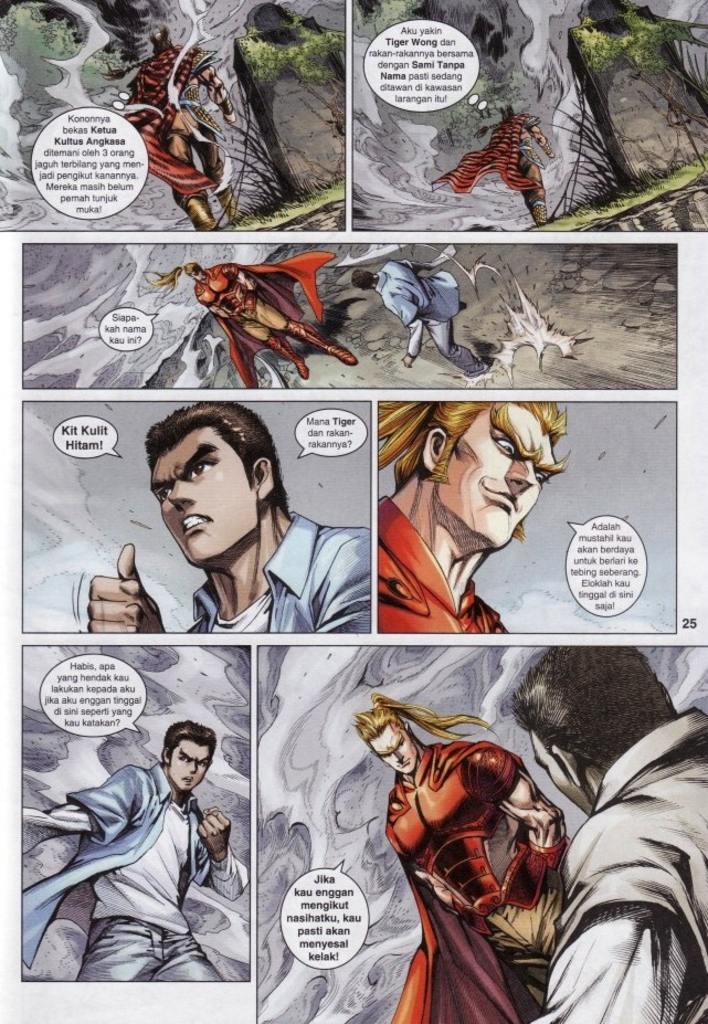 Kononnya
bekas Ketua
Kultus Angkasa
ditemani oleh 3 orang
jaguh terbilang yang men-
jadi pengikut kanannya.
Mereka masih belum
pernah tunjuk
muka!
Aku yakin
Tiger Wong dan
rakan-rakannya bersama
dengan Sami Tanpa
Nama pasti sedang
ditawan di kawasan
larangan itu!
Siapa-
kah nama
kau ini?
Kit Kulit
Hitam!
Mana Tiger
dan rakan-
rakannya?
Adalah
mustahil kau
akan berdaya
untuk berlari ke
tebing seberang.
Eloklah kau
tinggal di sini
saja!
25
Habis, apa
yang hendak kau
lakukan kepada aku
jika aku enggan tinggal
di sini seperti yang
kau katakan?
Jika
kau enggan
mengikut
nasihatku, kau
pasti akan
menyesal
kelak!